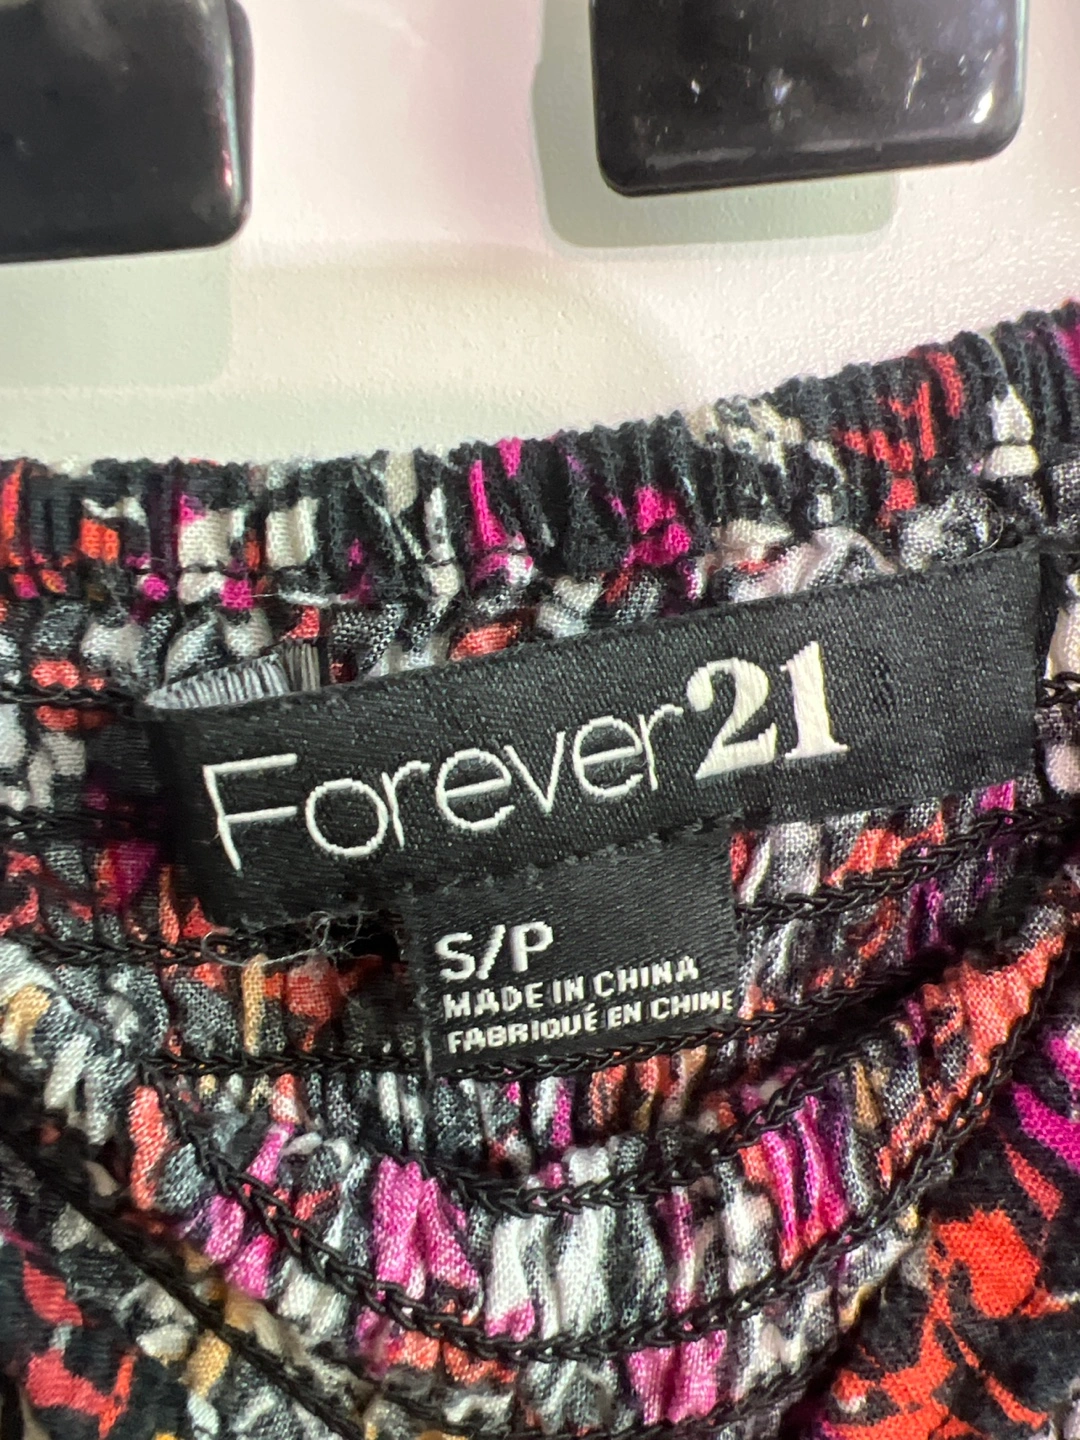 Forever21
S/P
MADE IN CHINA
FABRIQUÉ EN CHINE